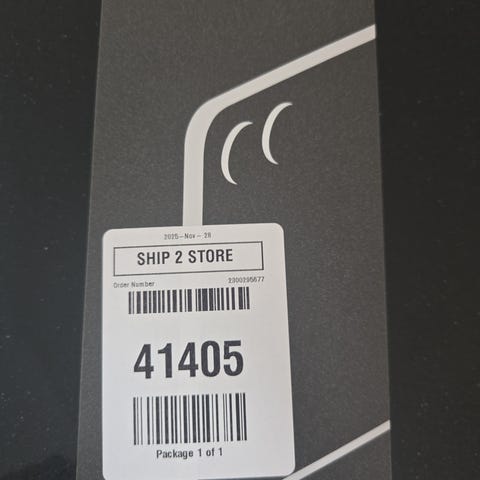 2025-Nov-28
SHIP 2 STORE
Order Number 2300295677
41405
Package 1 of 1